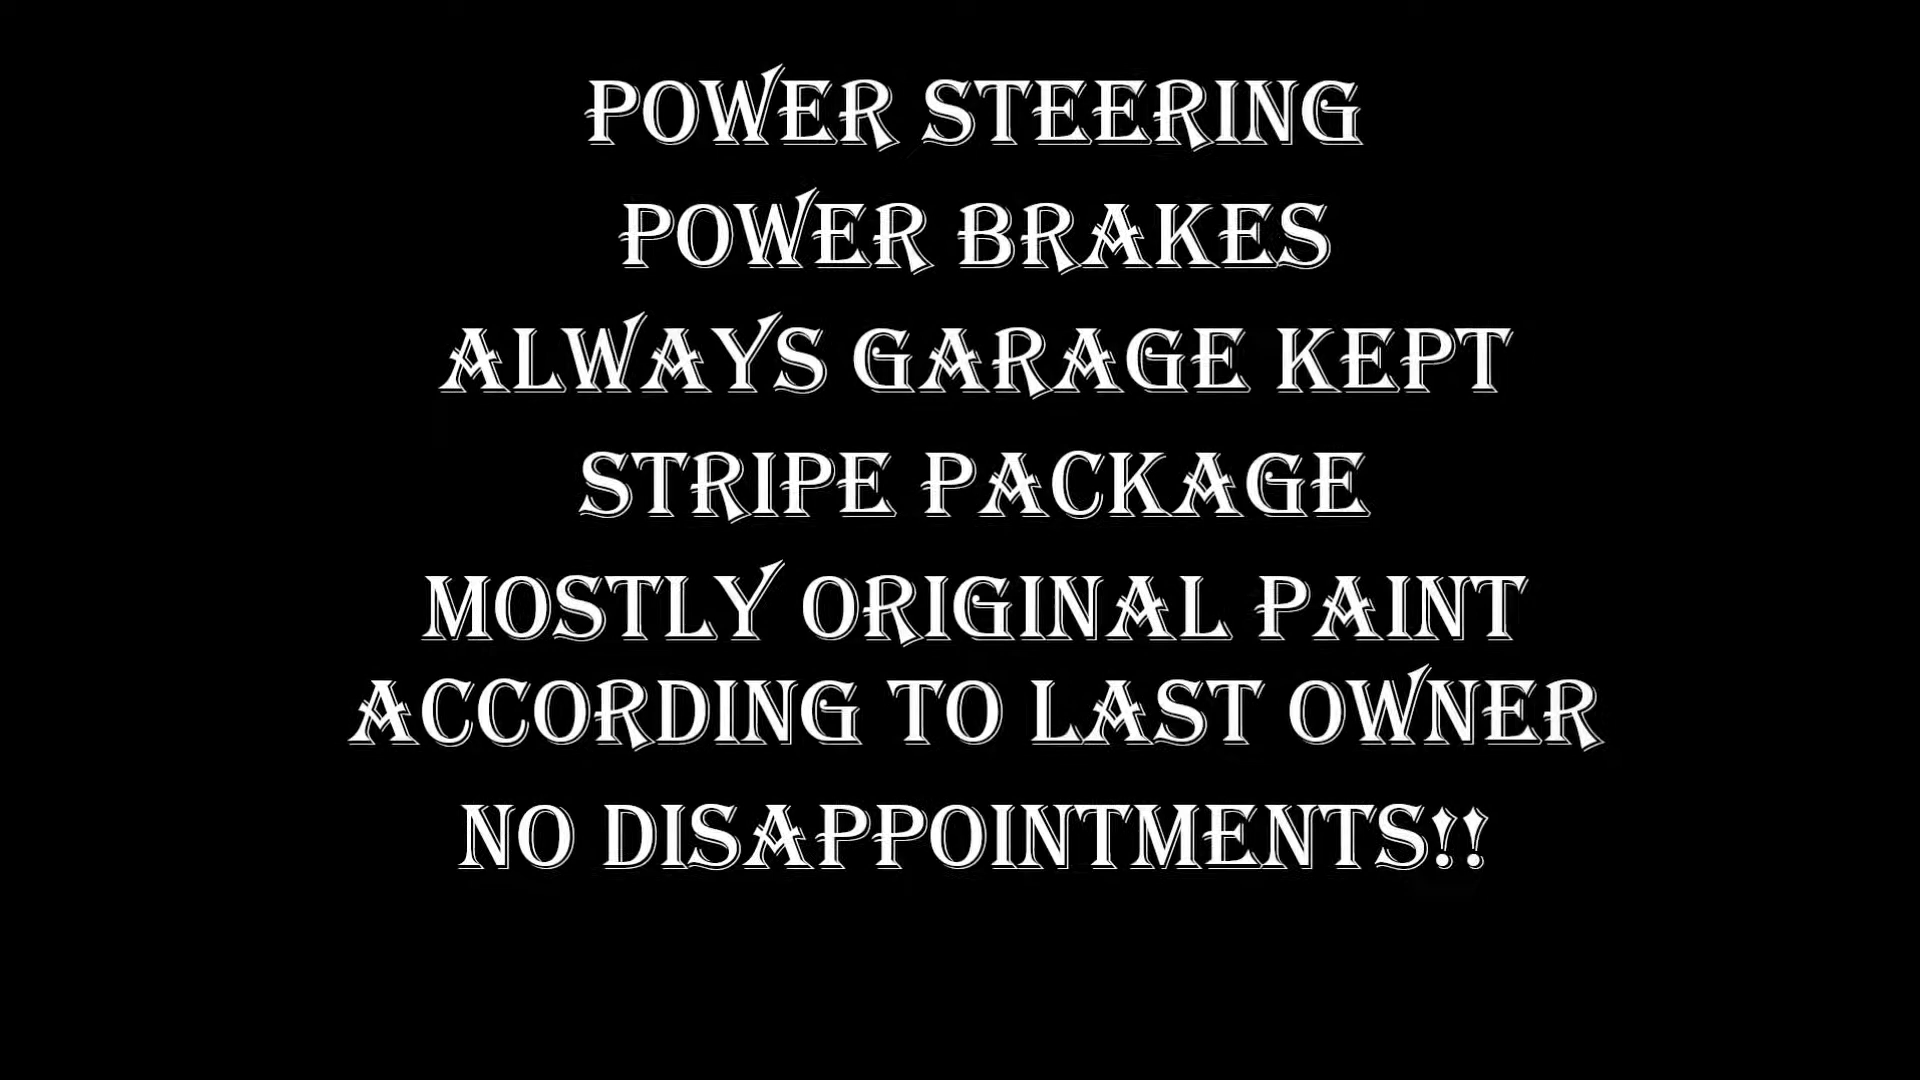 POWER STEERING
POWER BRAKES
ALWAYS GARAGE KEPT
STRIPE PACKAGE
MOSTLY ORIGINAL PAINT
ACCORDING TO LAST OWNER
NO DISAPPOINTMENTS!!